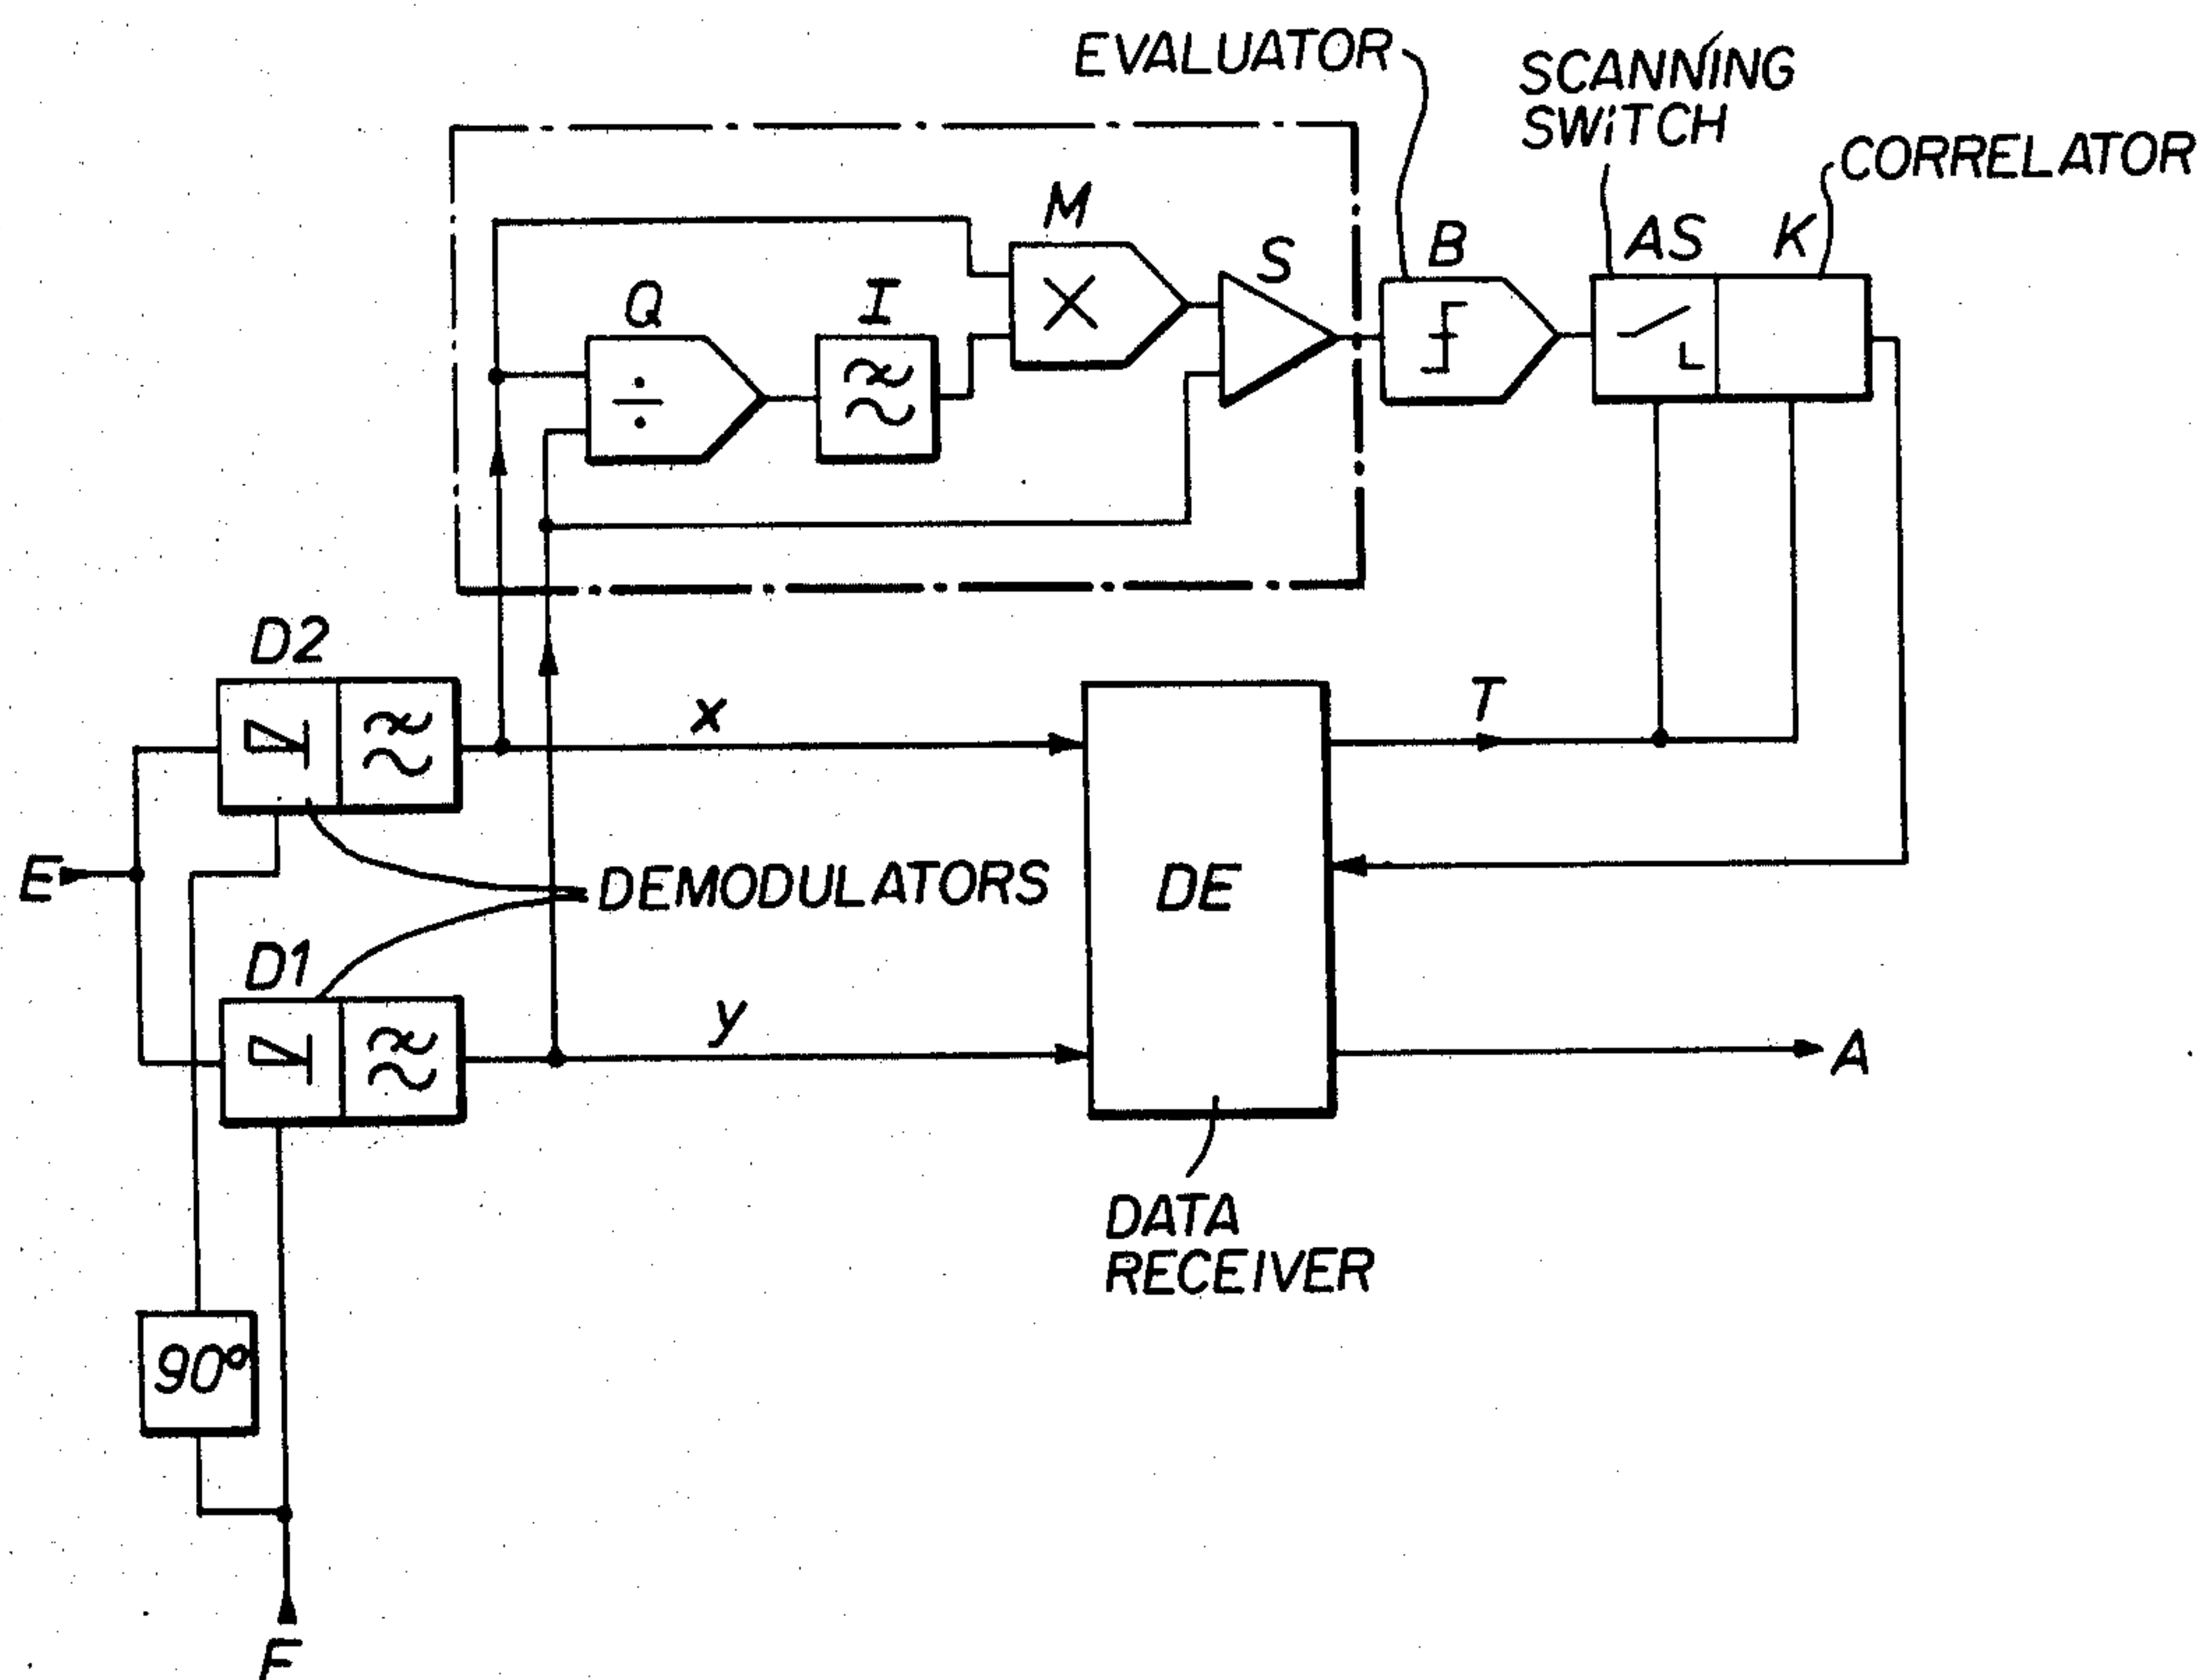 EVALUATOR
SCANNING
SWITCH
CORRELATOR
M
S
B
AS
K
Q
I
D2
x
T
E
DEMODULATORS
DE
D1
y
A
DATA
RECEIVER
90°
F